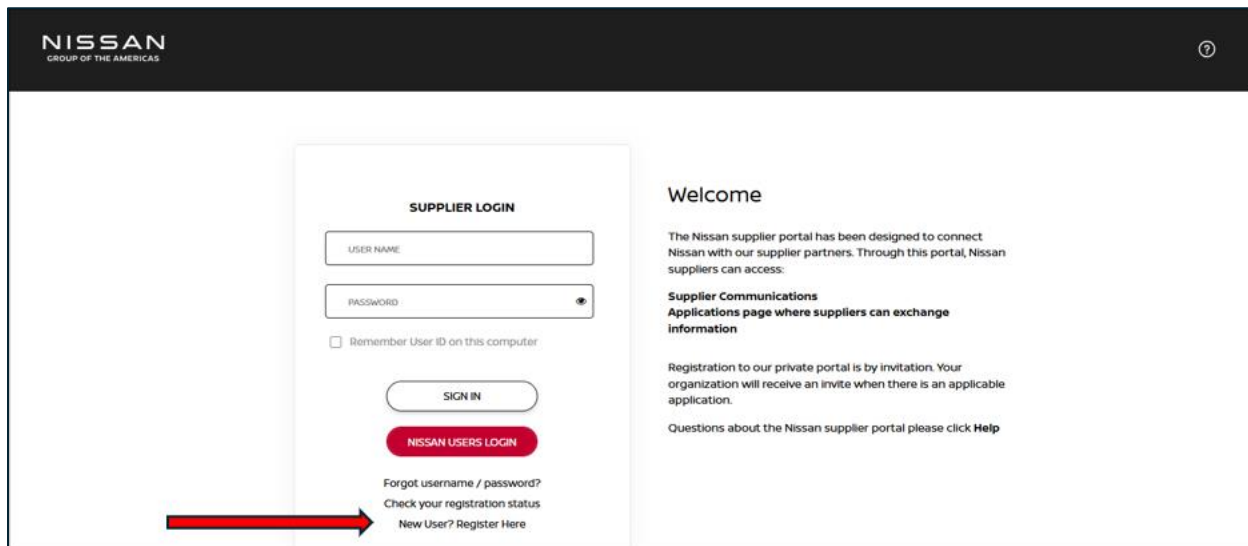 NISSAN
GROUP OF THE AMERICAS
?
SUPPLIER LOGIN
USER NAME
PASSWORD
Remember User ID on this computer
SIGN IN
NISSAN USERS LOGIN
Forgot username / password?
Check your registration status
New User? Register Here
Welcome
The Nissan supplier portal has been designed to connect
Nissan with our supplier partners. Through this portal, Nissan
suppliers can access:
Supplier Communications
Applications page where suppliers can exchange
information
Registration to our private portal is by invitation. Your
organization will receive an invite when there is an applicable
application.
Questions about the Nissan supplier portal please click Help